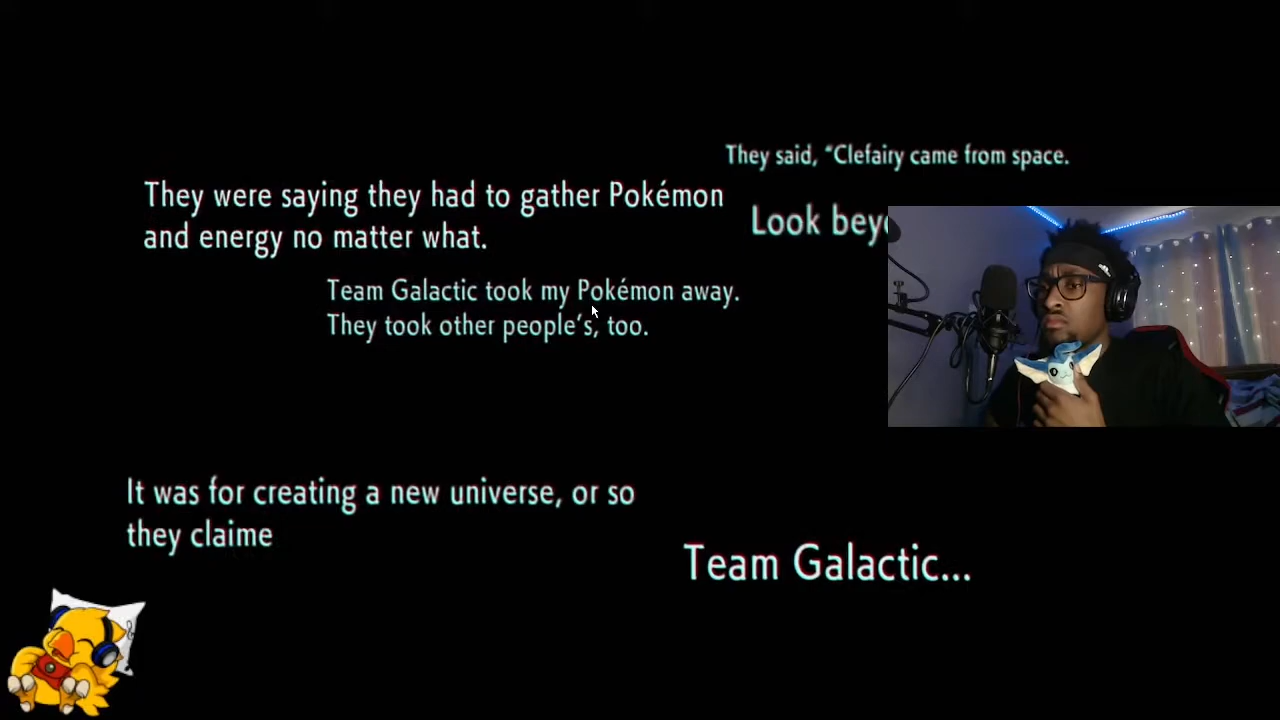 They said, “Clefairy came from space.
They were saying they had to gather Pokémon
and energy no matter what.
Look
Team Galactic took my Pokémon away.
They took other people's, too.
It was for creating a new universe, or so
they claime
Team Galactic...